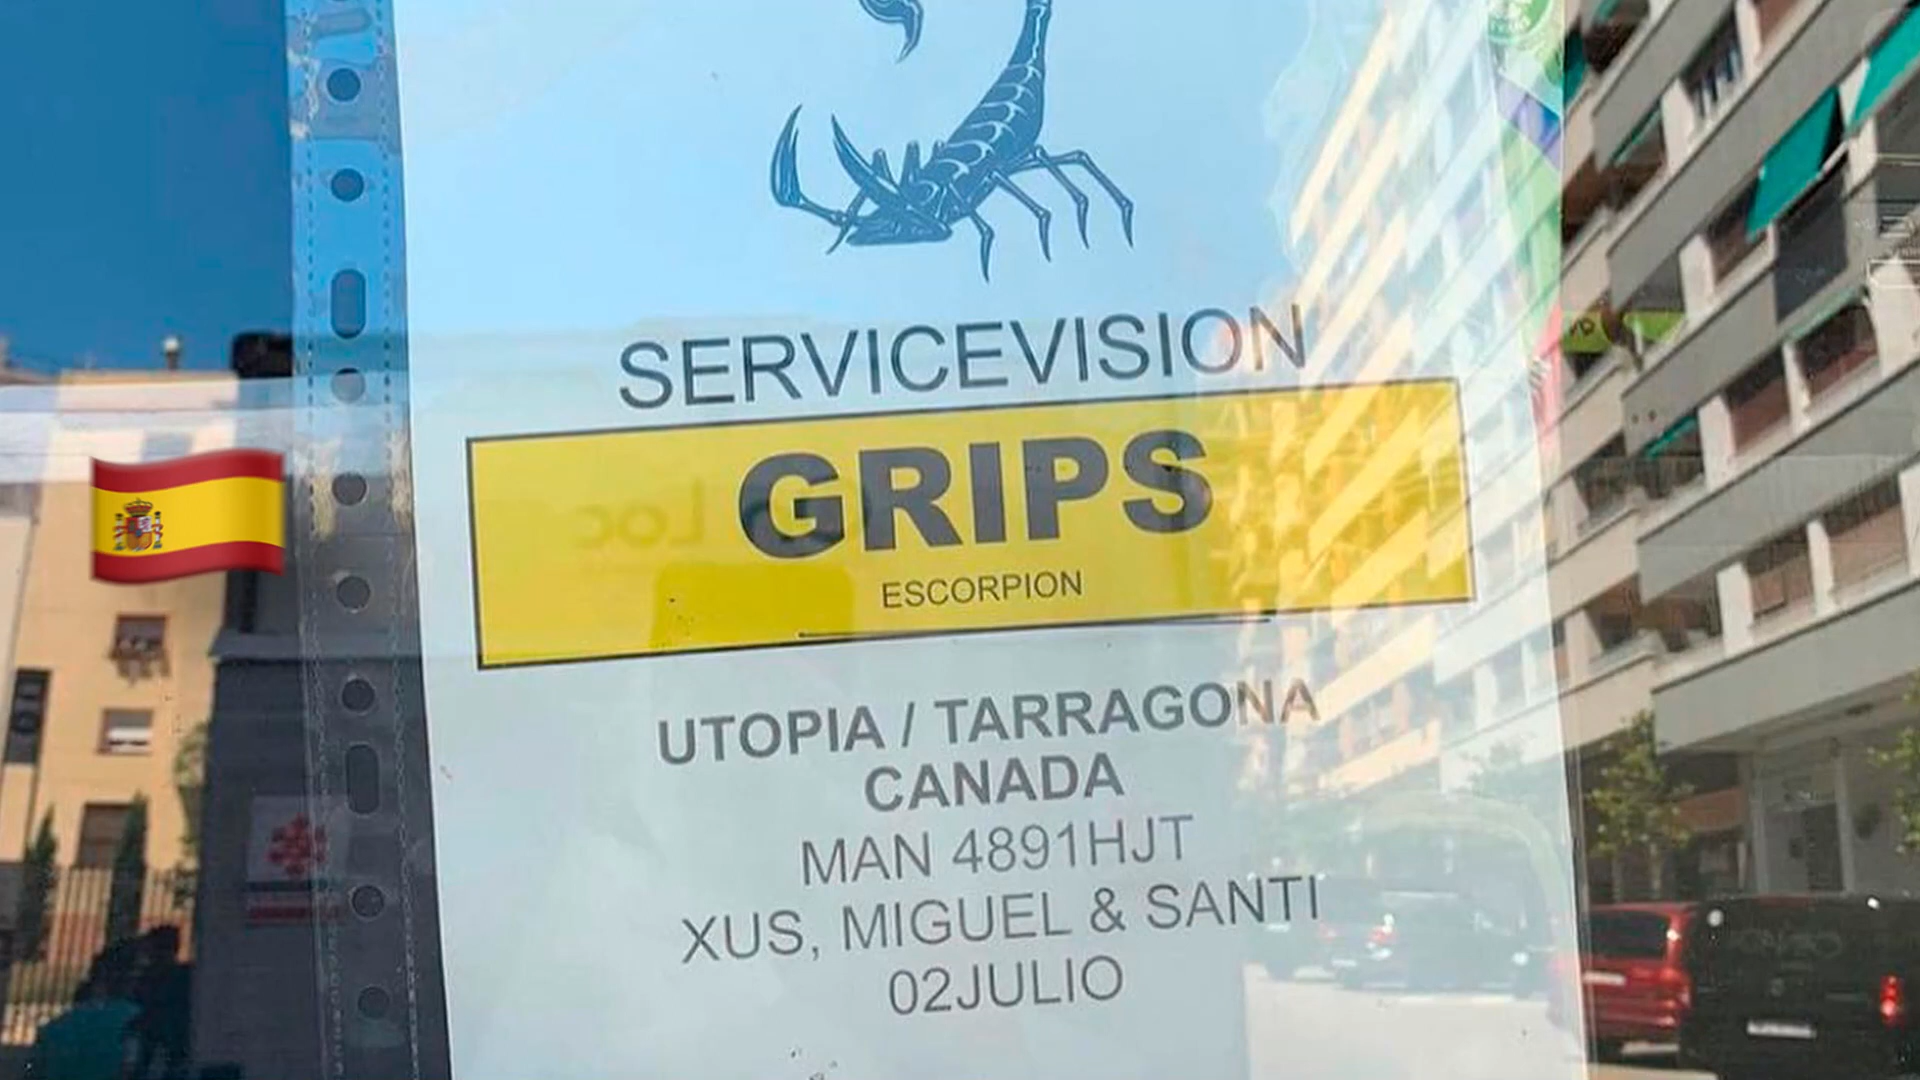 SERVICEVISION
GRIPS
ESCORPION
UTOPIA / TARRAGONA
CANADA
MAN 4891HJT
XUS, MIGUEL & SANTI
02JULIO